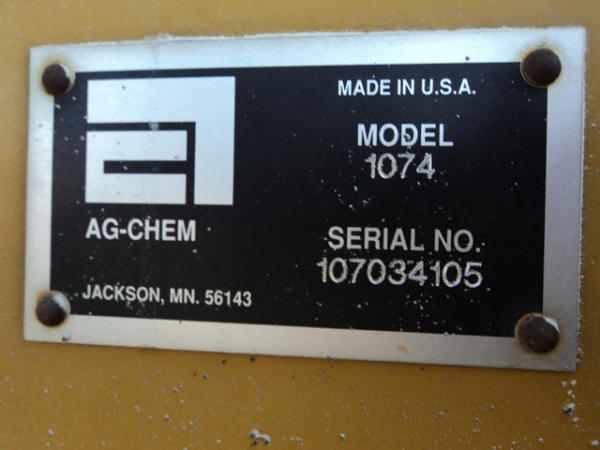 MADE IN U.S.A.
MODEL
1074
AG-CHEM
SERIAL NO.
107034105
JACKSON, MN. 56143